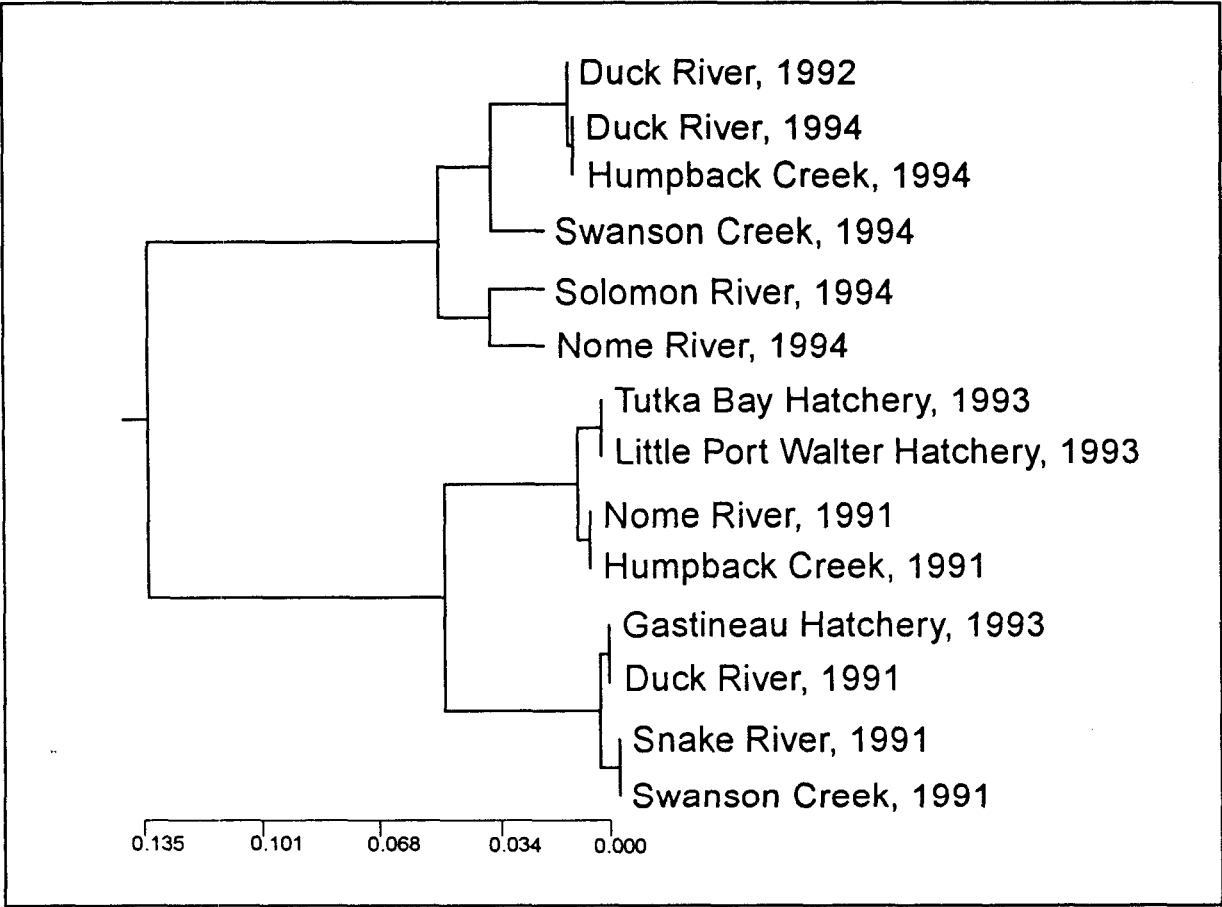 Duck River, 1992
Duck River, 1994
Humpback Creek, 1994
Swanson Creek, 1994
Solomon River, 1994
Nome River, 1994
Tutka Bay Hatchery, 1993
Little Port Walter Hatchery, 1993
Nome River, 1991
Humpback Creek, 1991
Gastineau Hatchery, 1993
Duck River, 1991
Snake River, 1991
Swanson Creek, 1991
0.135 0.101 0.068 0.034 0.000